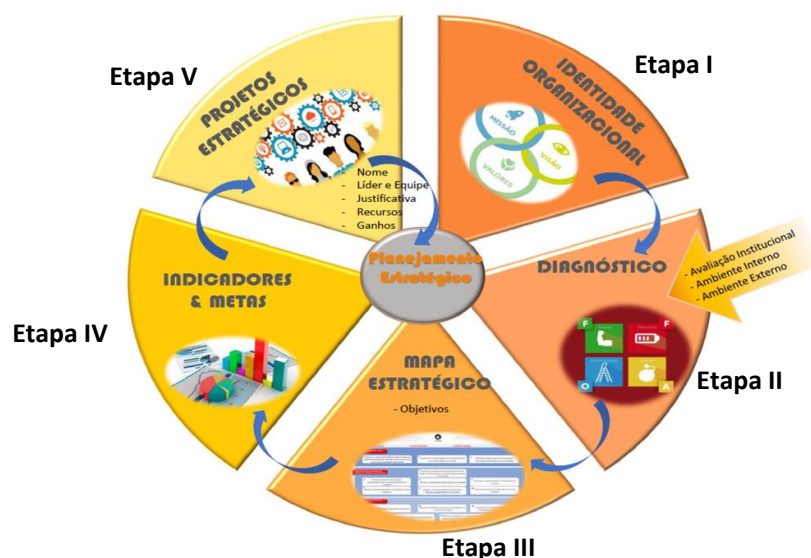 Etapa I
IDENTIDADE
ORGANIZACIONAL
MISSÃO
VISÃO
VALORES
Etapa II
DIAGNÓSTICO
- Avaliação Institucional
- Ambiente Interno
- Ambiente Externo
F
F
O
A
Etapa III
MAPA
ESTRATÉGICO
- Objetivos
Etapa IV
INDICADORES
& METAS
Etapa V
PROJETOS
ESTRATÉGICOS
- Nome
- Líder e Equipe
- Justificativa
- Recursos
- Ganhos
Planejamento
Estratégico